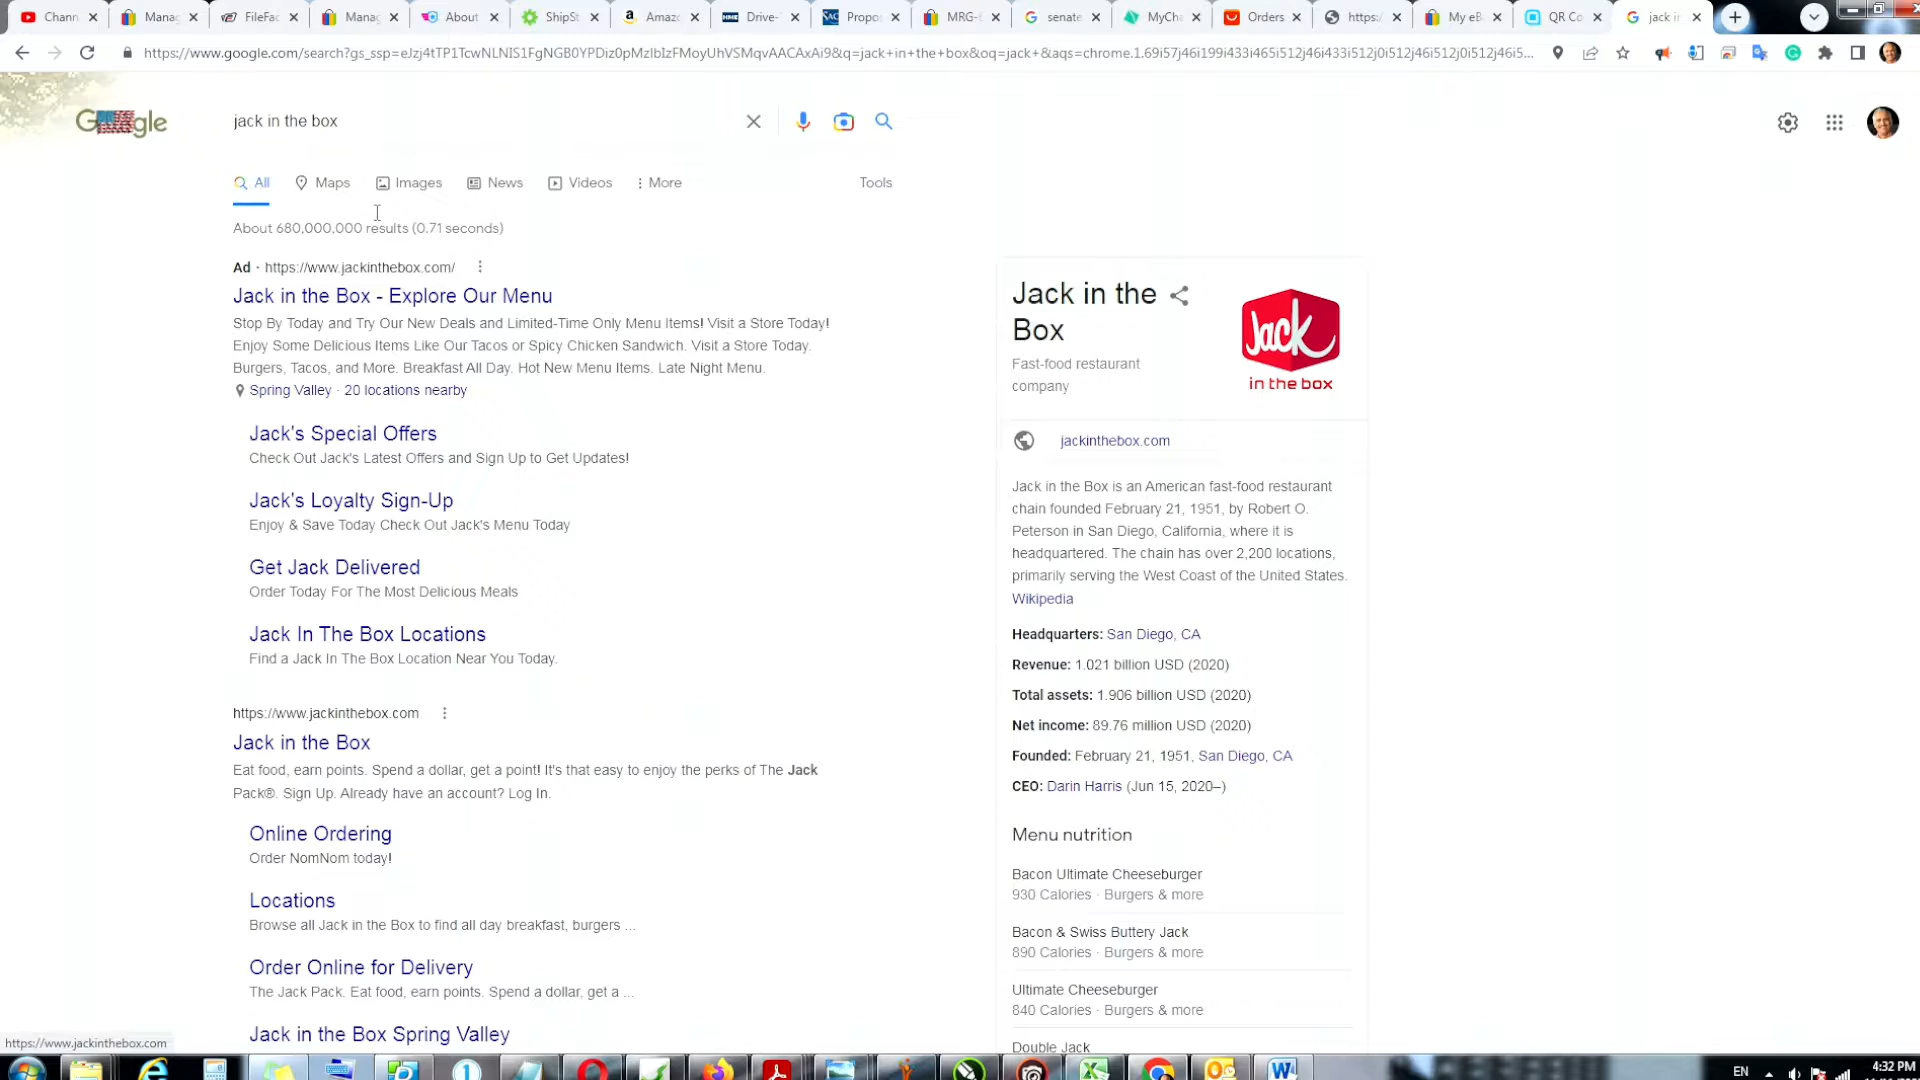 Chann
Manag
FileFac
Manag
About
ShipSt
Amaz
Drive-
Propo
MRG-
senate
MyCh
Orders
https:/
My eB
QR Co
jack in
https://www.google.com/search?gs_ssp=eJzj4tTP1TcwNLNIS1FgNGB0YPDiz0pMzlbIzFMoyUhVSMqvAACAxAi9&q=jack+in+the+box&oq=jack+&aqs=chrome.1.69i57j46i199i433i465i512j46i433i512j0i512j46i512j0i512j46i5...
Google
jack in the box
All
Maps
Images
News
Videos
More
Tools
About 680,000,000 results (0.71 seconds)
Ad · https://www.jackinthebox.com/
Jack in the Box - Explore Our Menu
Stop By Today and Try Our New Deals and Limited-Time Only Menu Items! Visit a Store Today!
Enjoy Some Delicious Items Like Our Tacos or Spicy Chicken Sandwich. Visit a Store Today.
Burgers, Tacos, and More. Breakfast All Day. Hot New Menu Items. Late Night Menu.
Spring Valley · 20 locations nearby
Jack's Special Offers
Check Out Jack's Latest Offers and Sign Up to Get Updates!
Jack's Loyalty Sign-Up
Enjoy & Save Today Check Out Jack's Menu Today
Get Jack Delivered
Order Today For The Most Delicious Meals
Jack In The Box Locations
Find a Jack In The Box Location Near You Today.
https://www.jackinthebox.com
Jack in the Box
Eat food, earn points. Spend a dollar, get a point! It's that easy to enjoy the perks of The Jack
Pack®. Sign Up. Already have an account? Log In.
Online Ordering
Order NomNom today!
Locations
Browse all Jack in the Box to find all day breakfast, burgers ...
Order Online for Delivery
The Jack Pack. Eat food, earn points. Spend a dollar, get a ...
Jack in the Box Spring Valley
Jack in the
Box
Fast-food restaurant
company
Jack
in the box
jackinthebox.com
Jack in the Box is an American fast-food restaurant
chain founded February 21, 1951, by Robert O.
Peterson in San Diego, California, where it is
headquartered. The chain has over 2,200 locations,
primarily serving the West Coast of the United States.
Wikipedia
Headquarters: San Diego, CA
Revenue: 1.021 billion USD (2020)
Total assets: 1.906 billion USD (2020)
Net income: 89.76 million USD (2020)
Founded: February 21, 1951, San Diego, CA
CEO: Darin Harris (Jun 15, 2020–)
Menu nutrition
Bacon Ultimate Cheeseburger
930 Calories · Burgers & more
Bacon & Swiss Buttery Jack
890 Calories · Burgers & more
Ultimate Cheeseburger
840 Calories · Burgers & more
Double Jack
https://www.jackinthebox.com
EN
4:32 PM